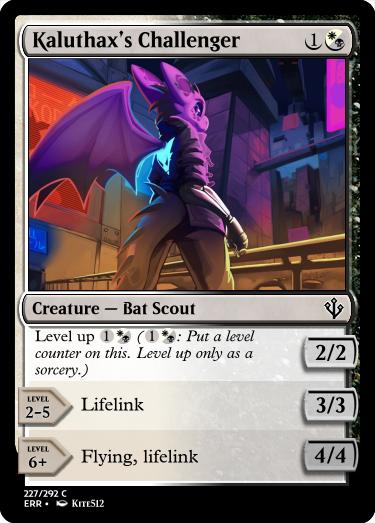 Kaluthax's Challenger 1
Creature — Bat Scout
Level up 1 ( 1 : Put a level
counter on this. Level up only as a
sorcery.)
2/2
LEVEL
2-5
Lifelink
3/3
LEVEL
6+
Flying, lifelink
4/4
227/292 C
ERR • KITE512